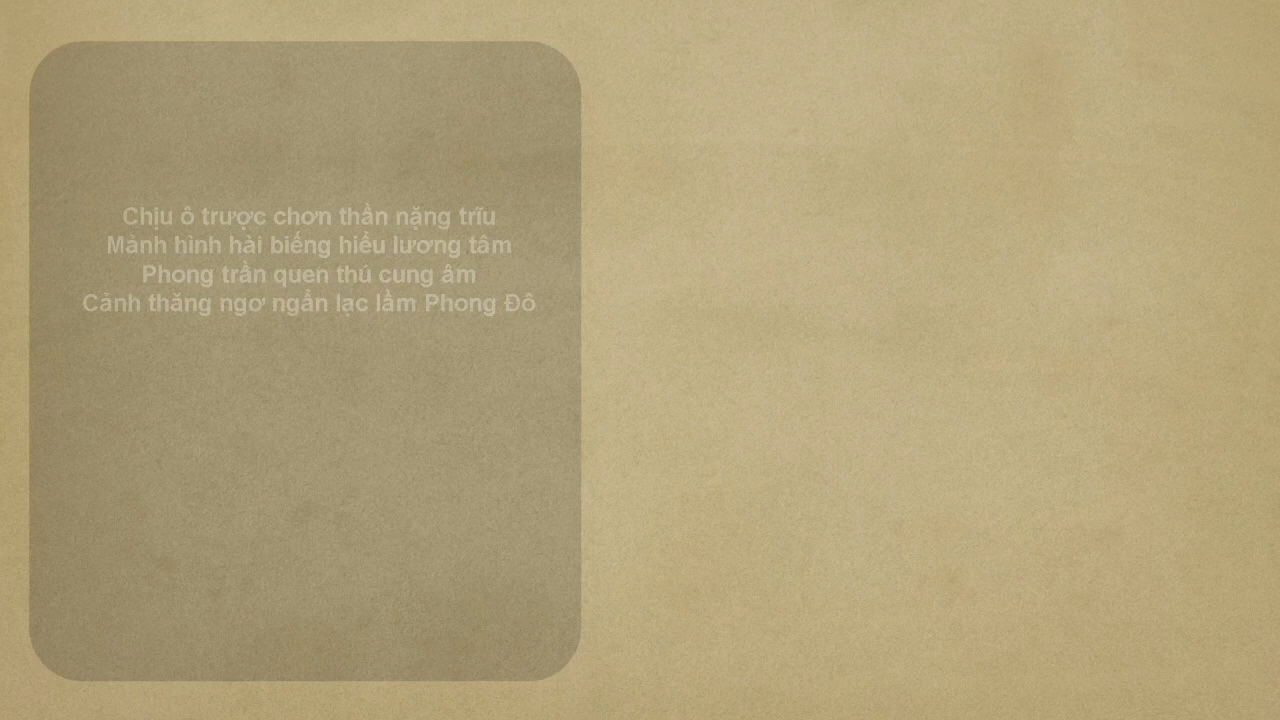 Chịu ô trược chơn thần nặng trĩu
Mảnh hình hài biếng hiểu lương tâm
Phong trần quen thú cung âm
Cảnh thăng ngơ ngẩn lạc lầm Phong Đô